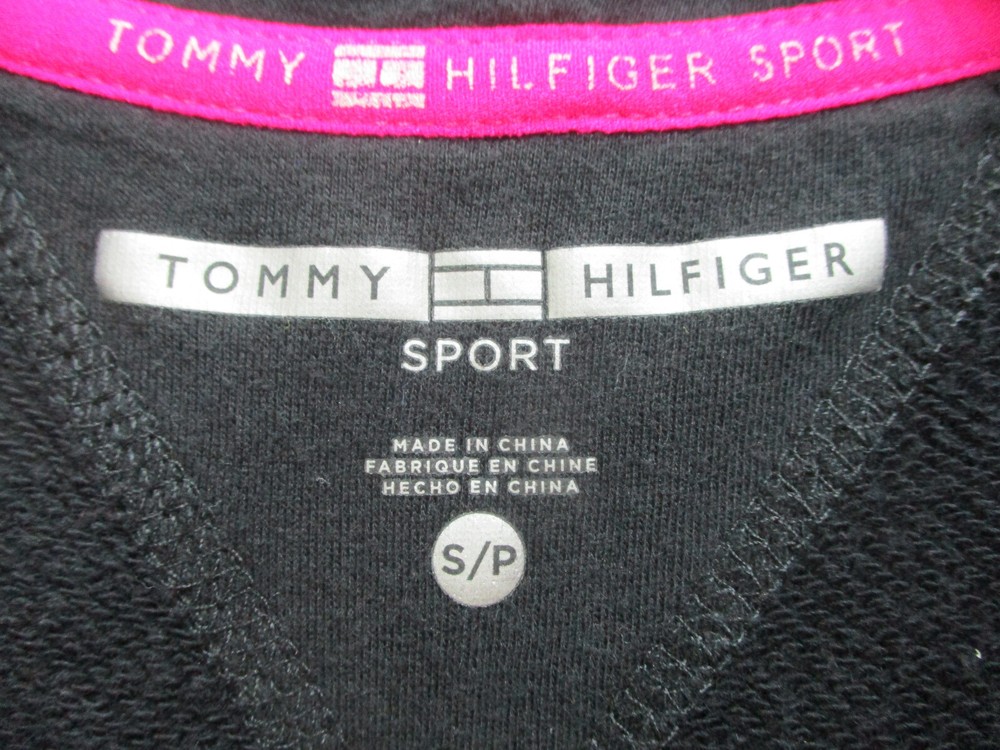 TOMMY HILFIGER SPORT
TOMMY HILFIGER
SPORT
MADE IN CHINA
FABRIQUE EN CHINE
HECHO EN CHINA
S/P